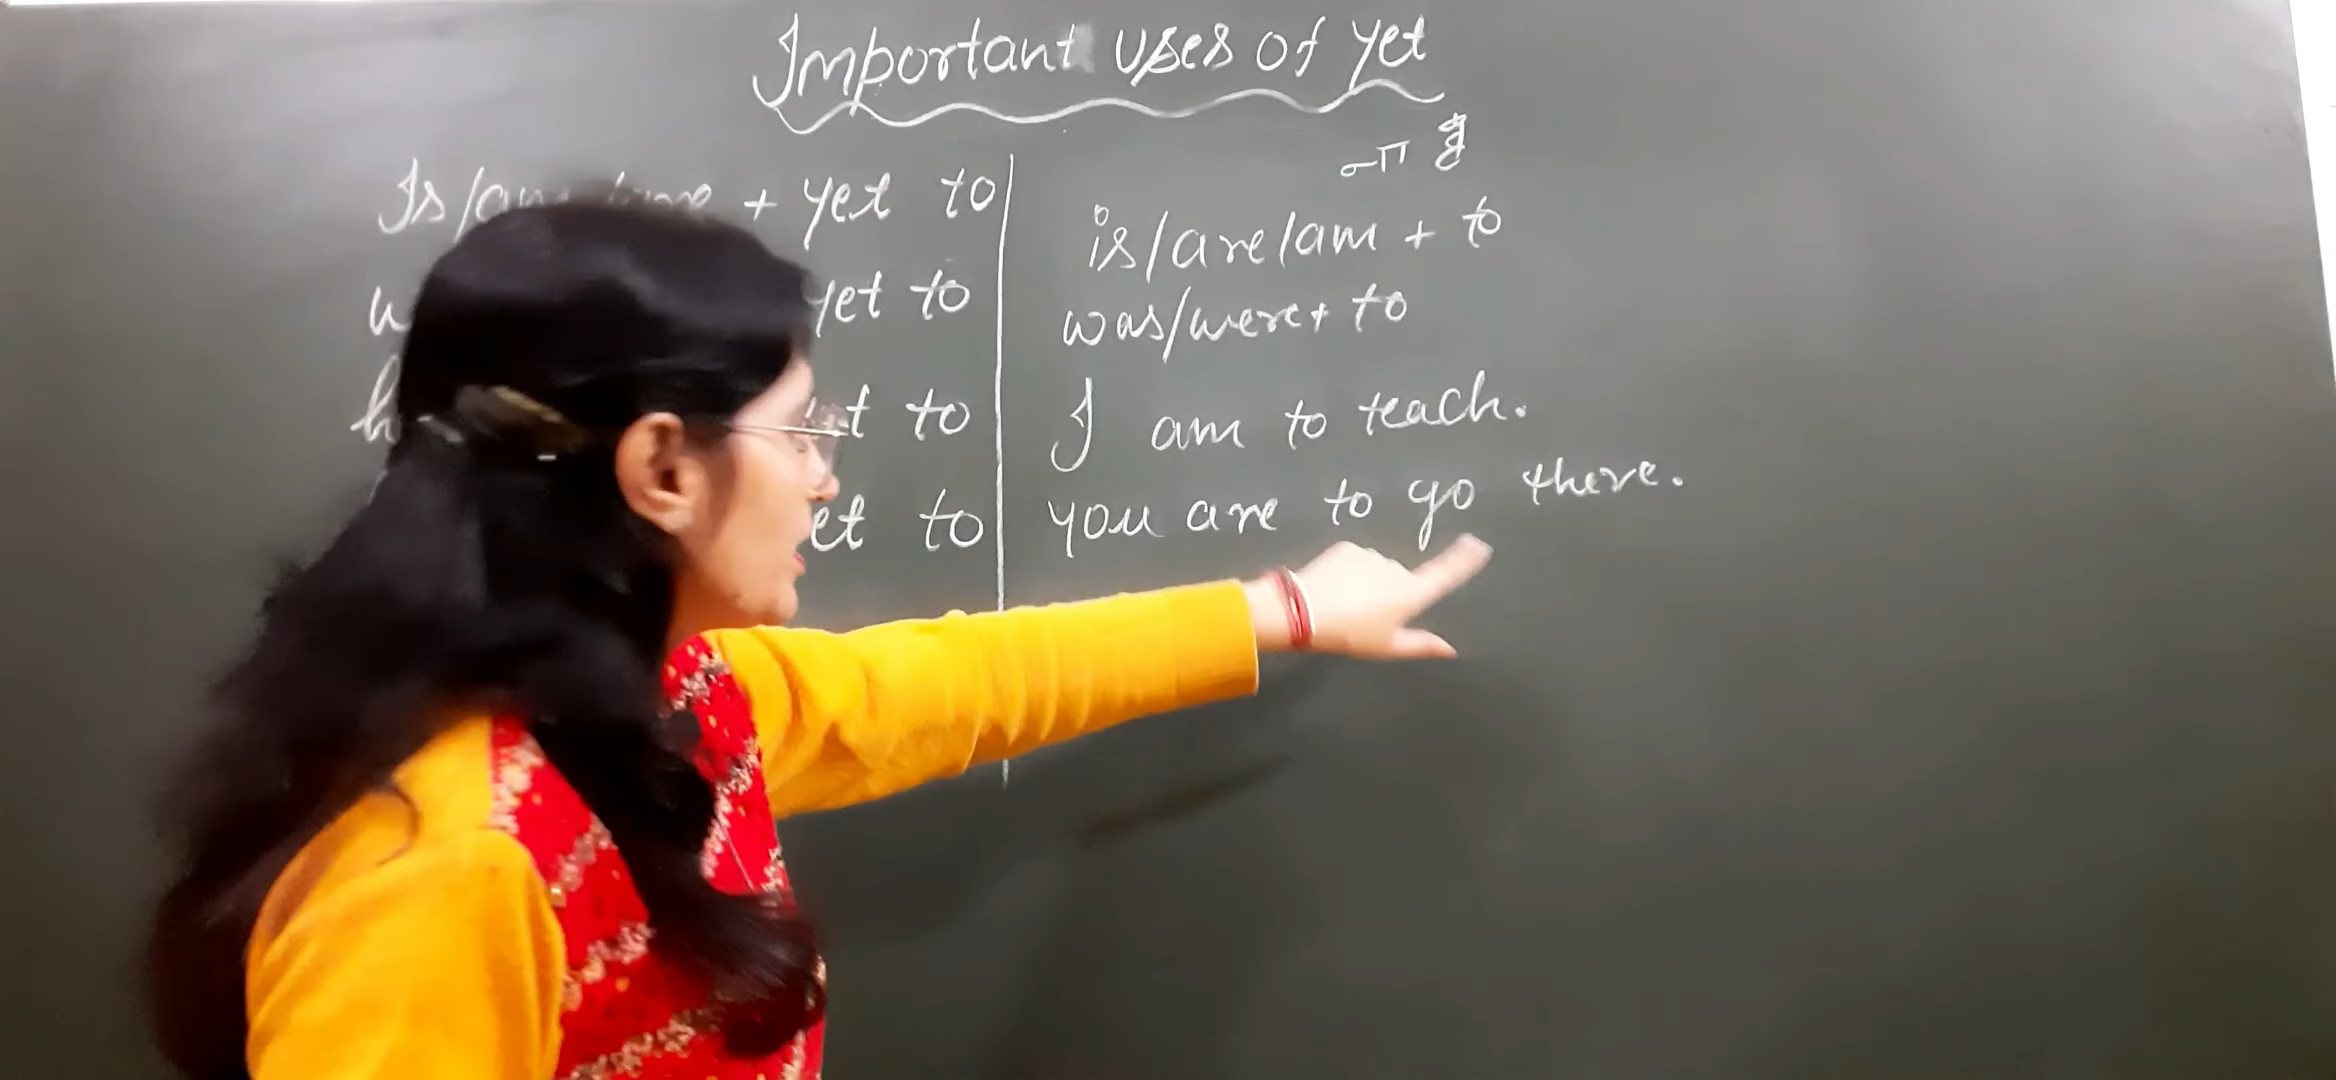 Important uses of yet
Is/are/ + yet to
yet to
to
to
ना है
is/are/am + to
was/were + to
I am to teach.
you are to go there.